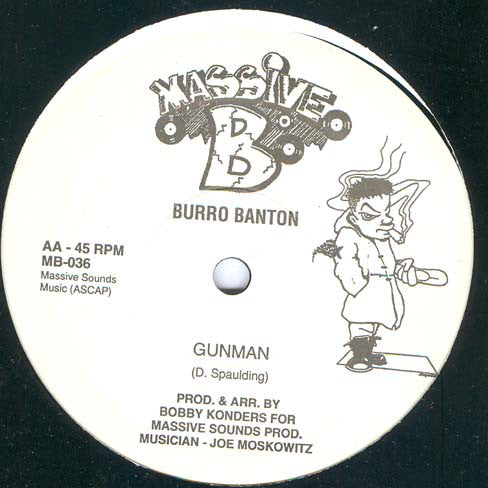 MASSIVE
B
D
D
BURRO BANTON
AA - 45 RPM
MB-036
Massive Sounds
Music (ASCAP)
GUNMAN
(D. Spaulding)
PROD. & ARR. BY
BOBBY KONDERS FOR
MASSIVE SOUNDS PROD.
MUSICIAN - JOE MOSKOWITZ